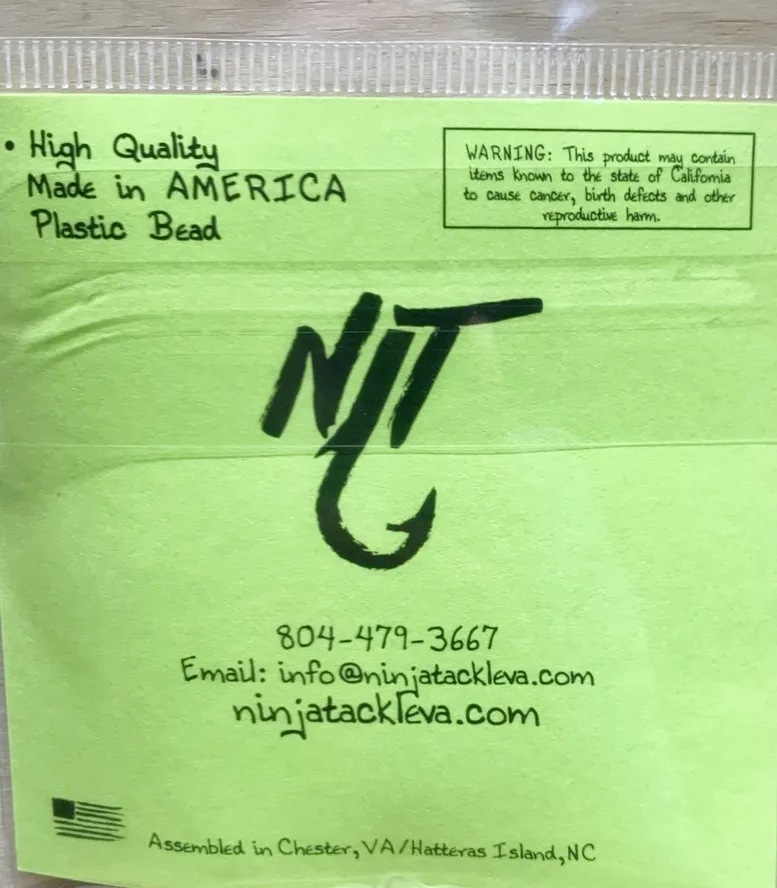 • High Quality
Made in AMERICA
Plastic Bead
WARNING: This product may contain
items known to the state of California
to cause cancer, birth defects and other
reproductive harm.
NJT
804-479-3667
Email: info@ninjatackleva.com
ninjatackleva.com
Assembled in Chester, VA/Hatteras Island, NC